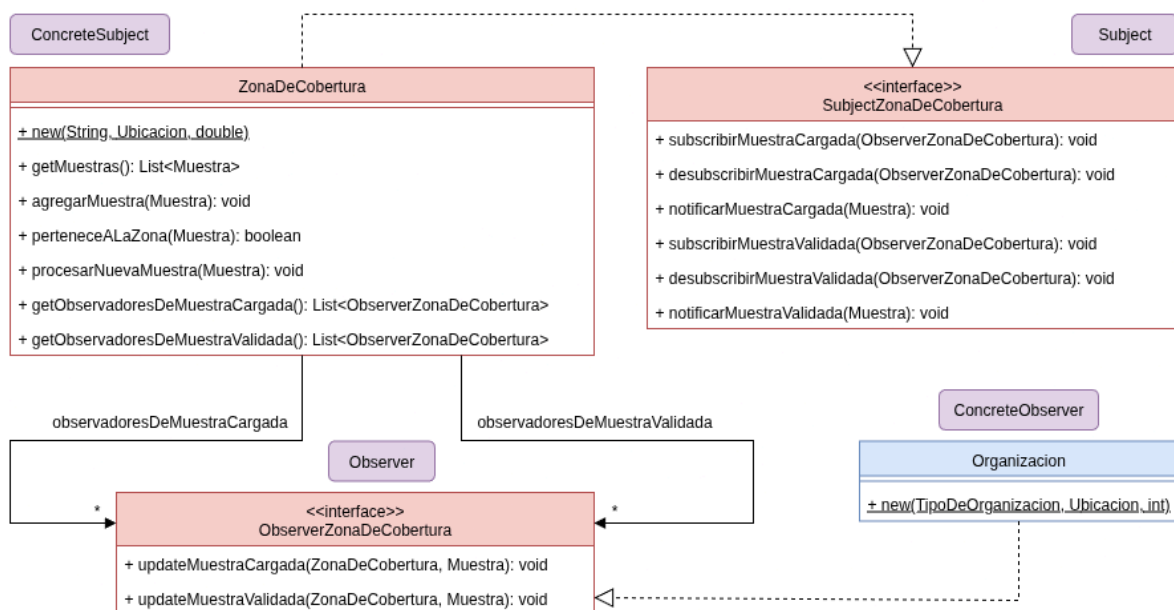 ConcreteSubject
Subject
ZonaDeCobertura
+ new(String, Ubicacion, double)
+ getMuestras(): List<Muestra>
+ agregarMuestra(Muestra): void
+ perteneceALaZona(Muestra): boolean
+ procesarNuevaMuestra(Muestra): void
+ getObservadoresDeMuestraCargada(): List<ObserverZonaDeCobertura>
+ getObservadoresDeMuestraValidada(): List<ObserverZonaDeCobertura>
<<interface>>
SubjectZonaDeCobertura
+ subscribirMuestraCargada(ObserverZonaDeCobertura): void
+ desubscribirMuestraCargada(ObserverZonaDeCobertura): void
+ notificarMuestraCargada(Muestra): void
+ subscribirMuestraValidada(ObserverZonaDeCobertura): void
+ desubscribirMuestraValidada(ObserverZonaDeCobertura): void
+ notificarMuestraValidada(Muestra): void
observadoresDeMuestraCargada
observadoresDeMuestraValidada
*
*
Observer
<<interface>>
ObserverZonaDeCobertura
+ updateMuestraCargada(ZonaDeCobertura, Muestra): void
+ updateMuestraValidada(ZonaDeCobertura, Muestra): void
ConcreteObserver
Organizacion
+ new(TipoDeOrganizacion, Ubicacion, int)